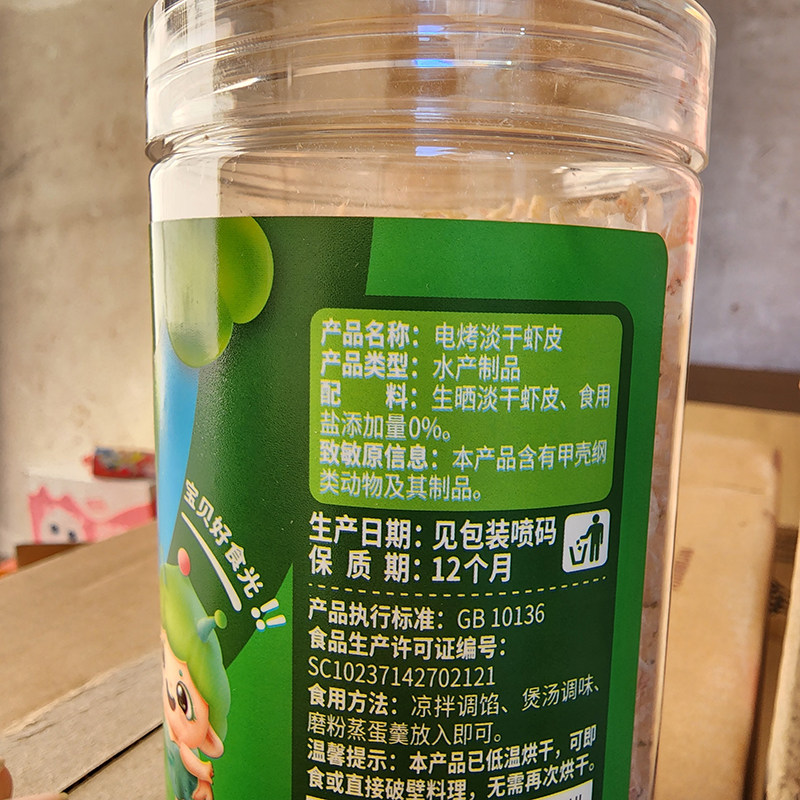 产品名称：电烤淡干虾皮
产品类型：水产制品
配　　料：生晒淡干虾皮、食用
盐添加量0%。
致敏原信息：本产品含有甲壳纲
类动物及其制品。
宝贝好食光!!
生产日期：见包装喷码
保 质 期：12个月
产品执行标准：GB 10136
食品生产许可证编号：
SC10237142702121
食用方法：凉拌调馅、煲汤调味、
磨粉蒸蛋羹放入即可。
温馨提示：本产品已低温烘干，可即
食或直接破壁料理，无需再次烘干。